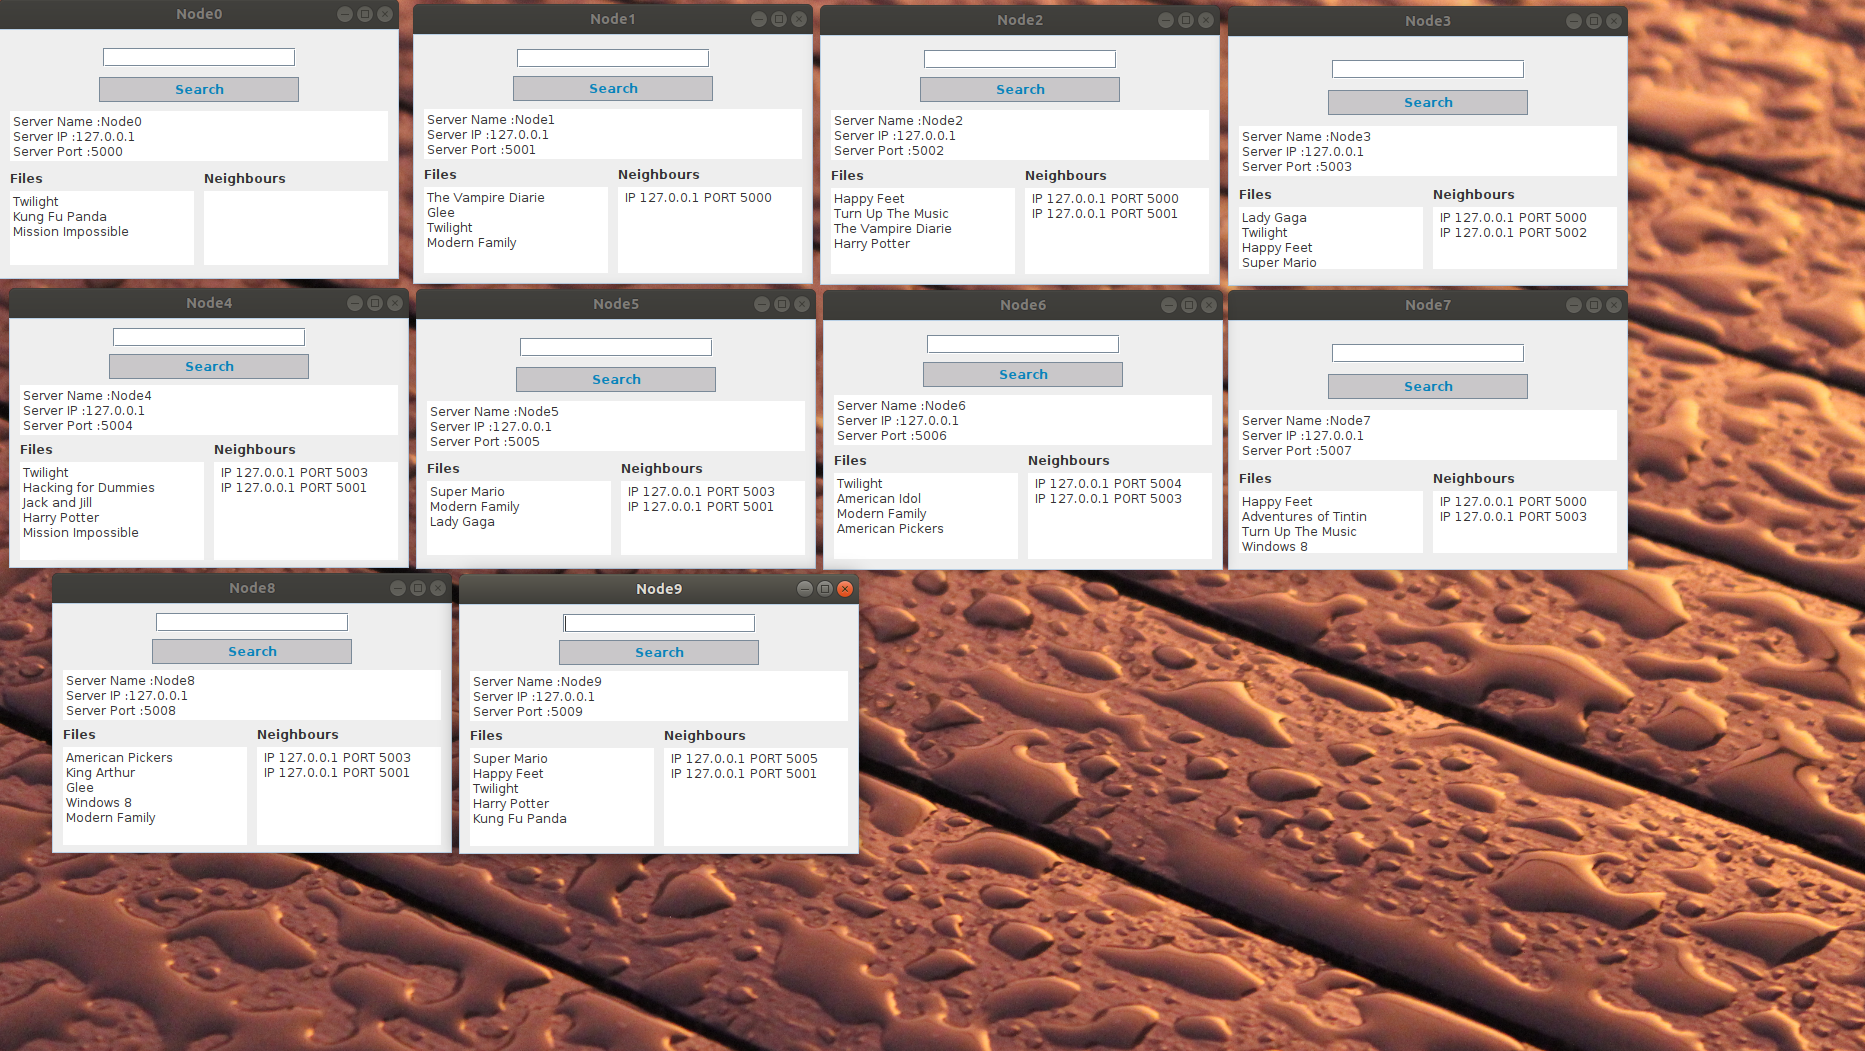 Node0
Search
Server Name :Node0
Server IP :127.0.0.1
Server Port :5000
Files
Neighbours
Twilight
Kung Fu Panda
Mission Impossible
Node1
Search
Server Name :Node1
Server IP :127.0.0.1
Server Port :5001
Files
Neighbours
The Vampire Diarie
Glee
Twilight
Modern Family
IP 127.0.0.1 PORT 5000
Node2
Search
Server Name :Node2
Server IP :127.0.0.1
Server Port :5002
Files
Neighbours
Happy Feet
Turn Up The Music
The Vampire Diarie
Harry Potter
IP 127.0.0.1 PORT 5000
IP 127.0.0.1 PORT 5001
Node3
Search
Server Name :Node3
Server IP :127.0.0.1
Server Port :5003
Files
Neighbours
Lady Gaga
Twilight
Happy Feet
Super Mario
IP 127.0.0.1 PORT 5000
IP 127.0.0.1 PORT 5002
Node4
Search
Server Name :Node4
Server IP :127.0.0.1
Server Port :5004
Files
Neighbours
Twilight
Hacking for Dummies
Jack and Jill
Harry Potter
Mission Impossible
IP 127.0.0.1 PORT 5003
IP 127.0.0.1 PORT 5001
Node5
Search
Server Name :Node5
Server IP :127.0.0.1
Server Port :5005
Files
Neighbours
Super Mario
Modern Family
Lady Gaga
IP 127.0.0.1 PORT 5003
IP 127.0.0.1 PORT 5001
Node6
Search
Server Name :Node6
Server IP :127.0.0.1
Server Port :5006
Files
Neighbours
Twilight
American Idol
Modern Family
American Pickers
IP 127.0.0.1 PORT 5004
IP 127.0.0.1 PORT 5003
Node7
Search
Server Name :Node7
Server IP :127.0.0.1
Server Port :5007
Files
Neighbours
Happy Feet
Adventures of Tintin
Turn Up The Music
Windows 8
IP 127.0.0.1 PORT 5000
IP 127.0.0.1 PORT 5003
Node8
Search
Server Name :Node8
Server IP :127.0.0.1
Server Port :5008
Files
Neighbours
American Pickers
King Arthur
Glee
Windows 8
Modern Family
IP 127.0.0.1 PORT 5003
IP 127.0.0.1 PORT 5001
Node9
Search
Server Name :Node9
Server IP :127.0.0.1
Server Port :5009
Files
Neighbours
Super Mario
Happy Feet
Twilight
Harry Potter
Kung Fu Panda
IP 127.0.0.1 PORT 5005
IP 127.0.0.1 PORT 5001